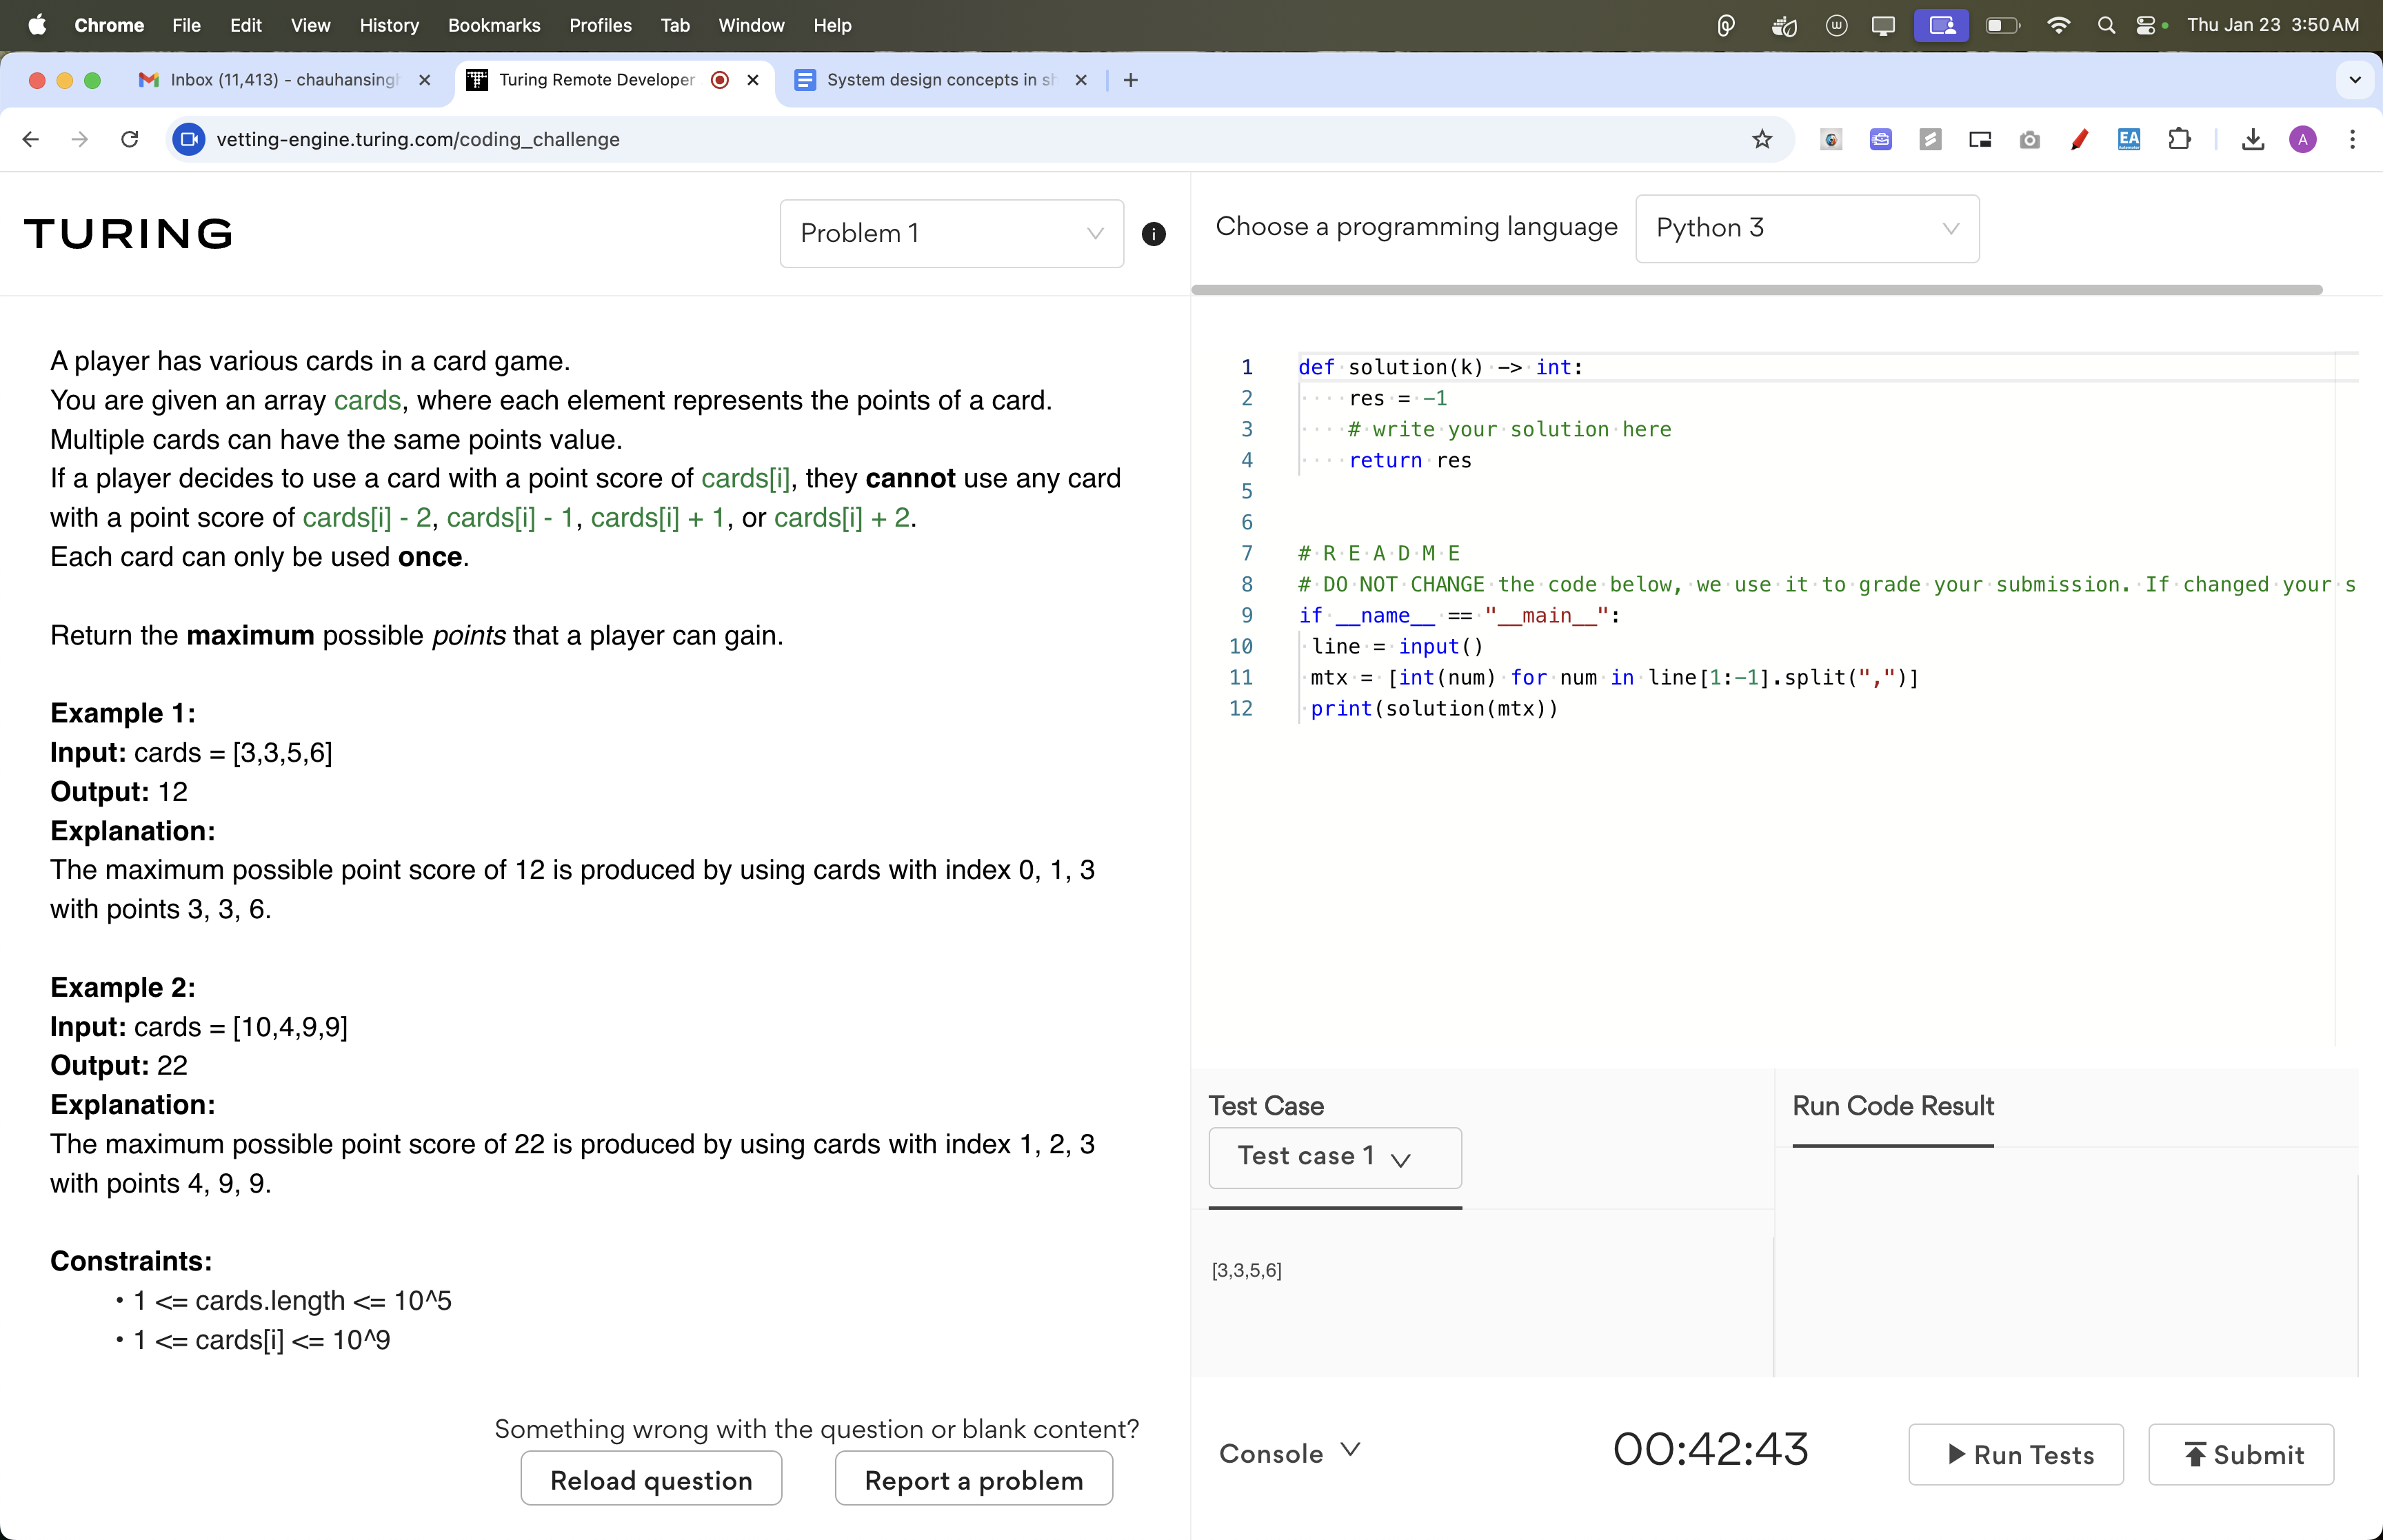 Chrome File Edit View History Bookmarks Profiles Tab Window Help Thu Jan 23 3:50 AM
Inbox (11,413) - chauhansingh Turing Remote Developer System design concepts in sh
vetting-engine.turing.com/coding_challenge EA A
TURING Problem 1
Choose a programming language Python 3
A player has various cards in a card game.
You are given an array cards, where each element represents the points of a card.
Multiple cards can have the same points value.
If a player decides to use a card with a point score of cards[i], they cannot use any card
with a point score of cards[i] - 2, cards[i] - 1, cards[i] + 1, or cards[i] + 2.
Each card can only be used once.
Return the maximum possible points that a player can gain.
Example 1:
Input: cards = [3,3,5,6]
Output: 12
Explanation:
The maximum possible point score of 12 is produced by using cards with index 0, 1, 3
with points 3, 3, 6.
Example 2:
Input: cards = [10,4,9,9]
Output: 22
Explanation:
The maximum possible point score of 22 is produced by using cards with index 1, 2, 3
with points 4, 9, 9.
Constraints:
• 1 <= cards.length <= 10^5
• 1 <= cards[i] <= 10^9
Something wrong with the question or blank content?
Reload question Report a problem
1 def solution(k) -> int:
2 res = -1
3 # write your solution here
4 return res
5
6
7 # R E A D M E
8 # DO NOT CHANGE the code below, we use it to grade your submission. If changed your s
9 if __name__ == "__main__":
10 line = input()
11 mtx = [int(num) for num in line[1:-1].split(",")]
12 print(solution(mtx))
Test Case
Test case 1
[3,3,5,6]
Run Code Result
Console 00:42:43 Run Tests Submit